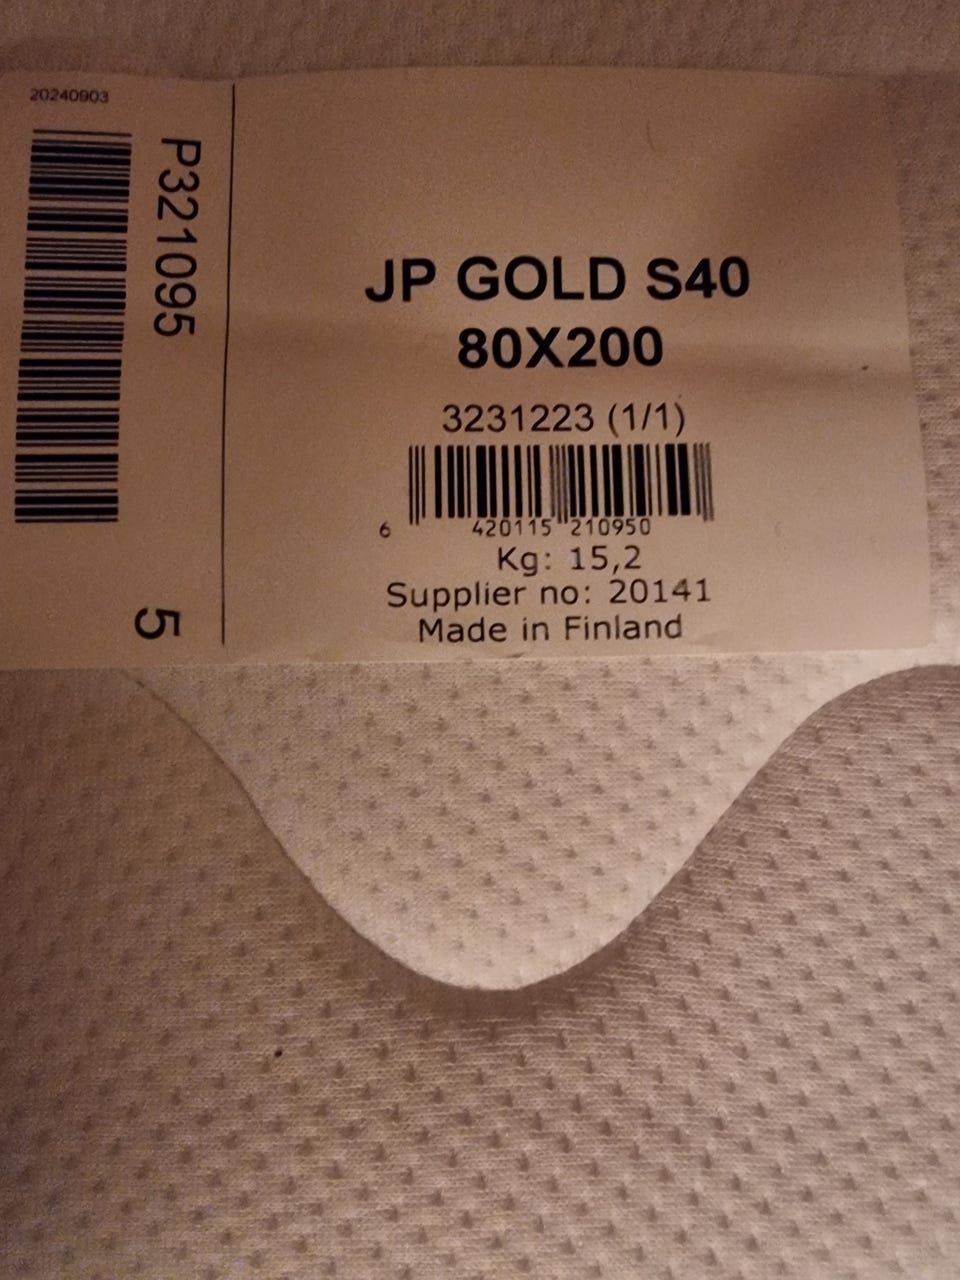 20240903
P321095
5
JP GOLD S40
80X200
3231223 (1/1)
6 420115 210950
Kg: 15,2
Supplier no: 20141
Made in Finland